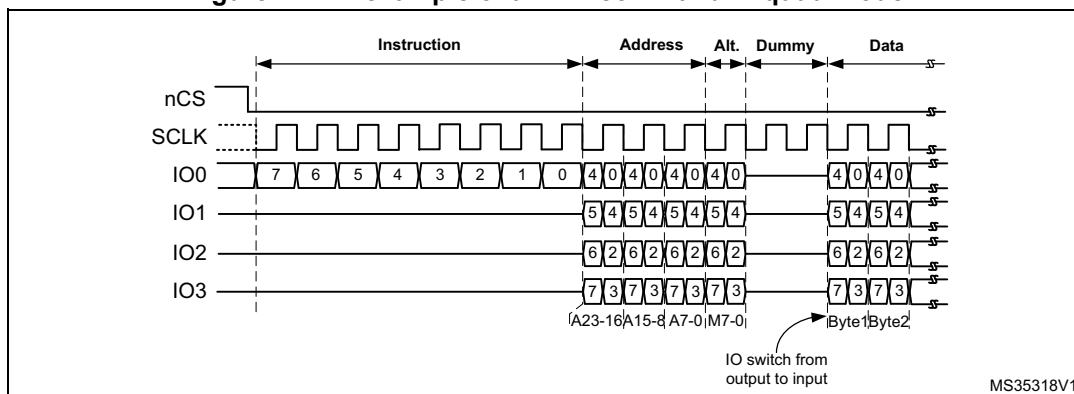 Instruction Address Alt. Dummy Data
nCS
SCLK
IO0 7 6 5 4 3 2 1 0 4 0 4 0 4 0 4 0 4 0 4 0
IO1 5 4 5 4 5 4 5 4 5 4 5 4
IO2 6 2 6 2 6 2 6 2 6 2 6 2
IO3 7 3 7 3 7 3 7 3 7 3 7 3
A23-16 A15-8 A7-0 M7-0 Byte1 Byte2
IO switch from
output to input
MS35318V1